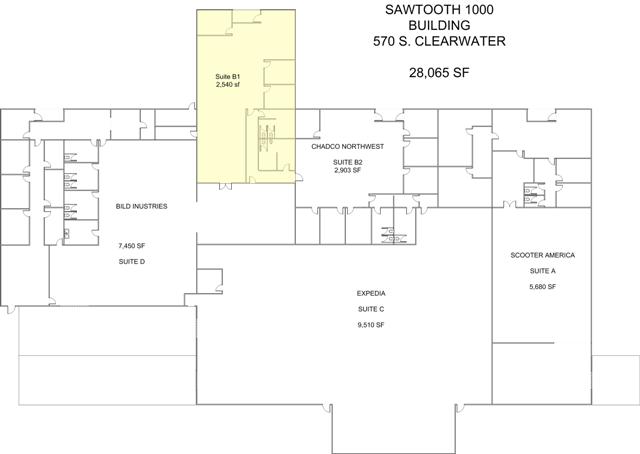 SAWTOOTH 1000
BUILDING
570 S. CLEARWATER
28,065 SF
Suite B1
2,540 sf
CHADCO NORTHWEST
SUITE B2
2,903 SF
BILD INUSTRIES
7,450 SF
SUITE D
SCOOTER AMERICA
SUITE A
5,680 SF
EXPEDIA
SUITE C
9,510 SF